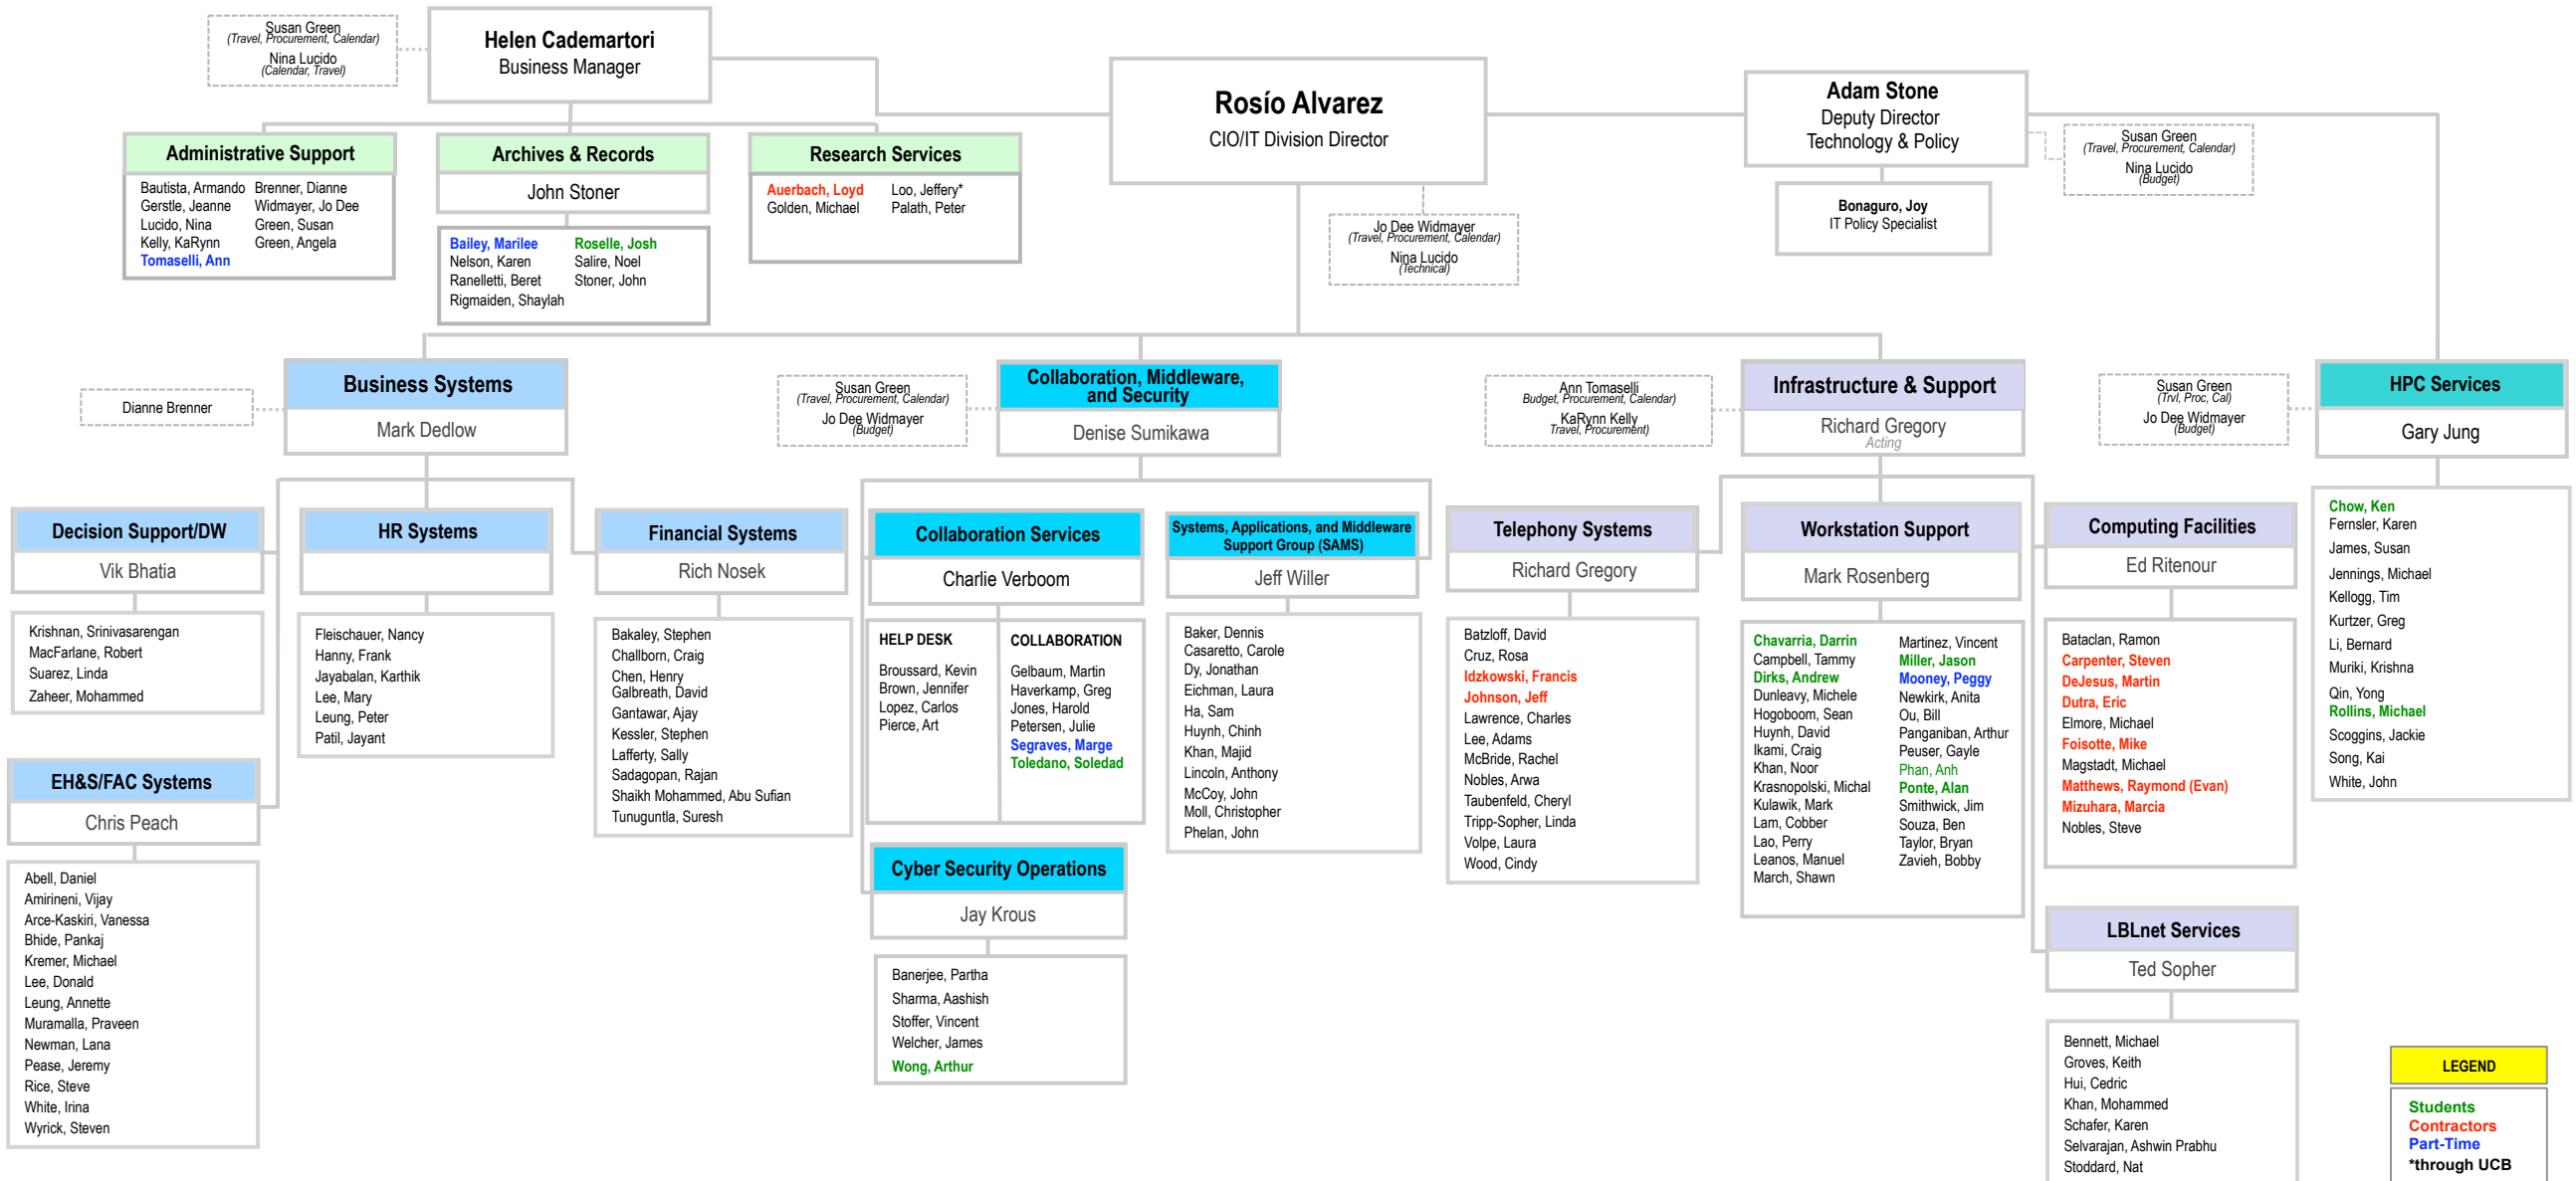 Susan Green
(Travel, Procurement, Calendar)
Nina Lucido
(Calendar, Travel)
Helen Cademartori
Business Manager
Rosío Alvarez
CIO/IT Division Director
Adam Stone
Deputy Director
Technology & Policy
Susan Green
(Travel, Procurement, Calendar)
Nina Lucido
(Budget)
Administrative Support
Bautista, Armando
Gerstle, Jeanne
Lucido, Nina
Kelly, KaRynn
Tomaselli, Ann
Brenner, Dianne
Widmayer, Jo Dee
Green, Susan
Green, Angela
Archives & Records
John Stoner
Bailey, Marilee
Nelson, Karen
Ranelletti, Beret
Rigmaiden, Shaylah
Roselle, Josh
Salire, Noel
Stoner, John
Research Services
Auerbach, Loyd
Golden, Michael
Loo, Jeffery*
Palath, Peter
Jo Dee Widmayer
(Travel, Procurement, Calendar)
Nina Lucido
(Technical)
Bonaguro, Joy
IT Policy Specialist
Dianne Brenner
Business Systems
Mark Dedlow
Susan Green
(Travel, Procurement, Calendar)
Jo Dee Widmayer
(Budget)
Collaboration, Middleware,
and Security
Denise Sumikawa
Ann Tomaselli
Budget, Procurement, Calendar)
KaRynn Kelly
Travel, Procurement)
Infrastructure & Support
Richard Gregory
Acting
Susan Green
(Trvl, Proc, Cal)
Jo Dee Widmayer
(Budget)
HPC Services
Gary Jung
Decision Support/DW
Vik Bhatia
Krishnan, Srinivasarengan
MacFarlane, Robert
Suarez, Linda
Zaheer, Mohammed
HR Systems
Fleischauer, Nancy
Hanny, Frank
Jayabalan, Karthik
Lee, Mary
Leung, Peter
Patil, Jayant
Financial Systems
Rich Nosek
Bakaley, Stephen
Challborn, Craig
Chen, Henry
Galbreath, David
Gantawar, Ajay
Kessler, Stephen
Lafferty, Sally
Sadagopan, Rajan
Shaikh Mohammed, Abu Sufian
Tunuguntla, Suresh
Collaboration Services
Charlie Verboom
HELP DESK
Broussard, Kevin
Brown, Jennifer
Lopez, Carlos
Pierce, Art
COLLABORATION
Gelbaum, Martin
Haverkamp, Greg
Jones, Harold
Petersen, Julie
Segraves, Marge
Toledano, Soledad
Systems, Applications, and Middleware
Support Group (SAMS)
Jeff Willer
Baker, Dennis
Casaretto, Carole
Dy, Jonathan
Eichman, Laura
Ha, Sam
Huynh, Chinh
Khan, Majid
Lincoln, Anthony
McCoy, John
Moll, Christopher
Phelan, John
Telephony Systems
Richard Gregory
Batzloff, David
Cruz, Rosa
Idzkowski, Francis
Johnson, Jeff
Lawrence, Charles
Lee, Adams
McBride, Rachel
Nobles, Arwa
Taubenfeld, Cheryl
Tripp-Sopher, Linda
Volpe, Laura
Wood, Cindy
Workstation Support
Mark Rosenberg
Chavarria, Darrin
Campbell, Tammy
Dirks, Andrew
Dunleavy, Michele
Hogoboom, Sean
Huynh, David
Ikami, Craig
Khan, Noor
Krasnopolski, Michal
Kulawik, Mark
Lam, Cobber
Lao, Perry
Leanos, Manuel
March, Shawn
Martinez, Vincent
Miller, Jason
Mooney, Peggy
Newkirk, Anita
Ou, Bill
Panganiban, Arthur
Peuser, Gayle
Phan, Anh
Ponte, Alan
Smithwick, Jim
Souza, Ben
Taylor, Bryan
Zavieh, Bobby
Computing Facilities
Ed Ritenour
Bataclan, Ramon
Carpenter, Steven
DeJesus, Martin
Dutra, Eric
Elmore, Michael
Foisotte, Mike
Magstadt, Michael
Matthews, Raymond (Evan)
Mizuhara, Marcia
Nobles, Steve
Chow, Ken
Fernsler, Karen
James, Susan
Jennings, Michael
Kellogg, Tim
Kurtzer, Greg
Li, Bernard
Muriki, Krishna
Qin, Yong
Rollins, Michael
Scoggins, Jackie
Song, Kai
White, John
EH&S/FAC Systems
Chris Peach
Abell, Daniel
Amirineni, Vijay
Arce-Kaskiri, Vanessa
Bhide, Pankaj
Kremer, Michael
Lee, Donald
Leung, Annette
Muramalla, Praveen
Newman, Lana
Pease, Jeremy
Rice, Steve
White, Irina
Wyrick, Steven
Cyber Security Operations
Jay Krous
Banerjee, Partha
Sharma, Aashish
Stoffer, Vincent
Welcher, James
Wong, Arthur
LBLnet Services
Ted Sopher
Bennett, Michael
Groves, Keith
Hui, Cedric
Khan, Mohammed
Schafer, Karen
Selvarajan, Ashwin Prabhu
Stoddard, Nat
LEGEND
Students
Contractors
Part-Time
*through UCB